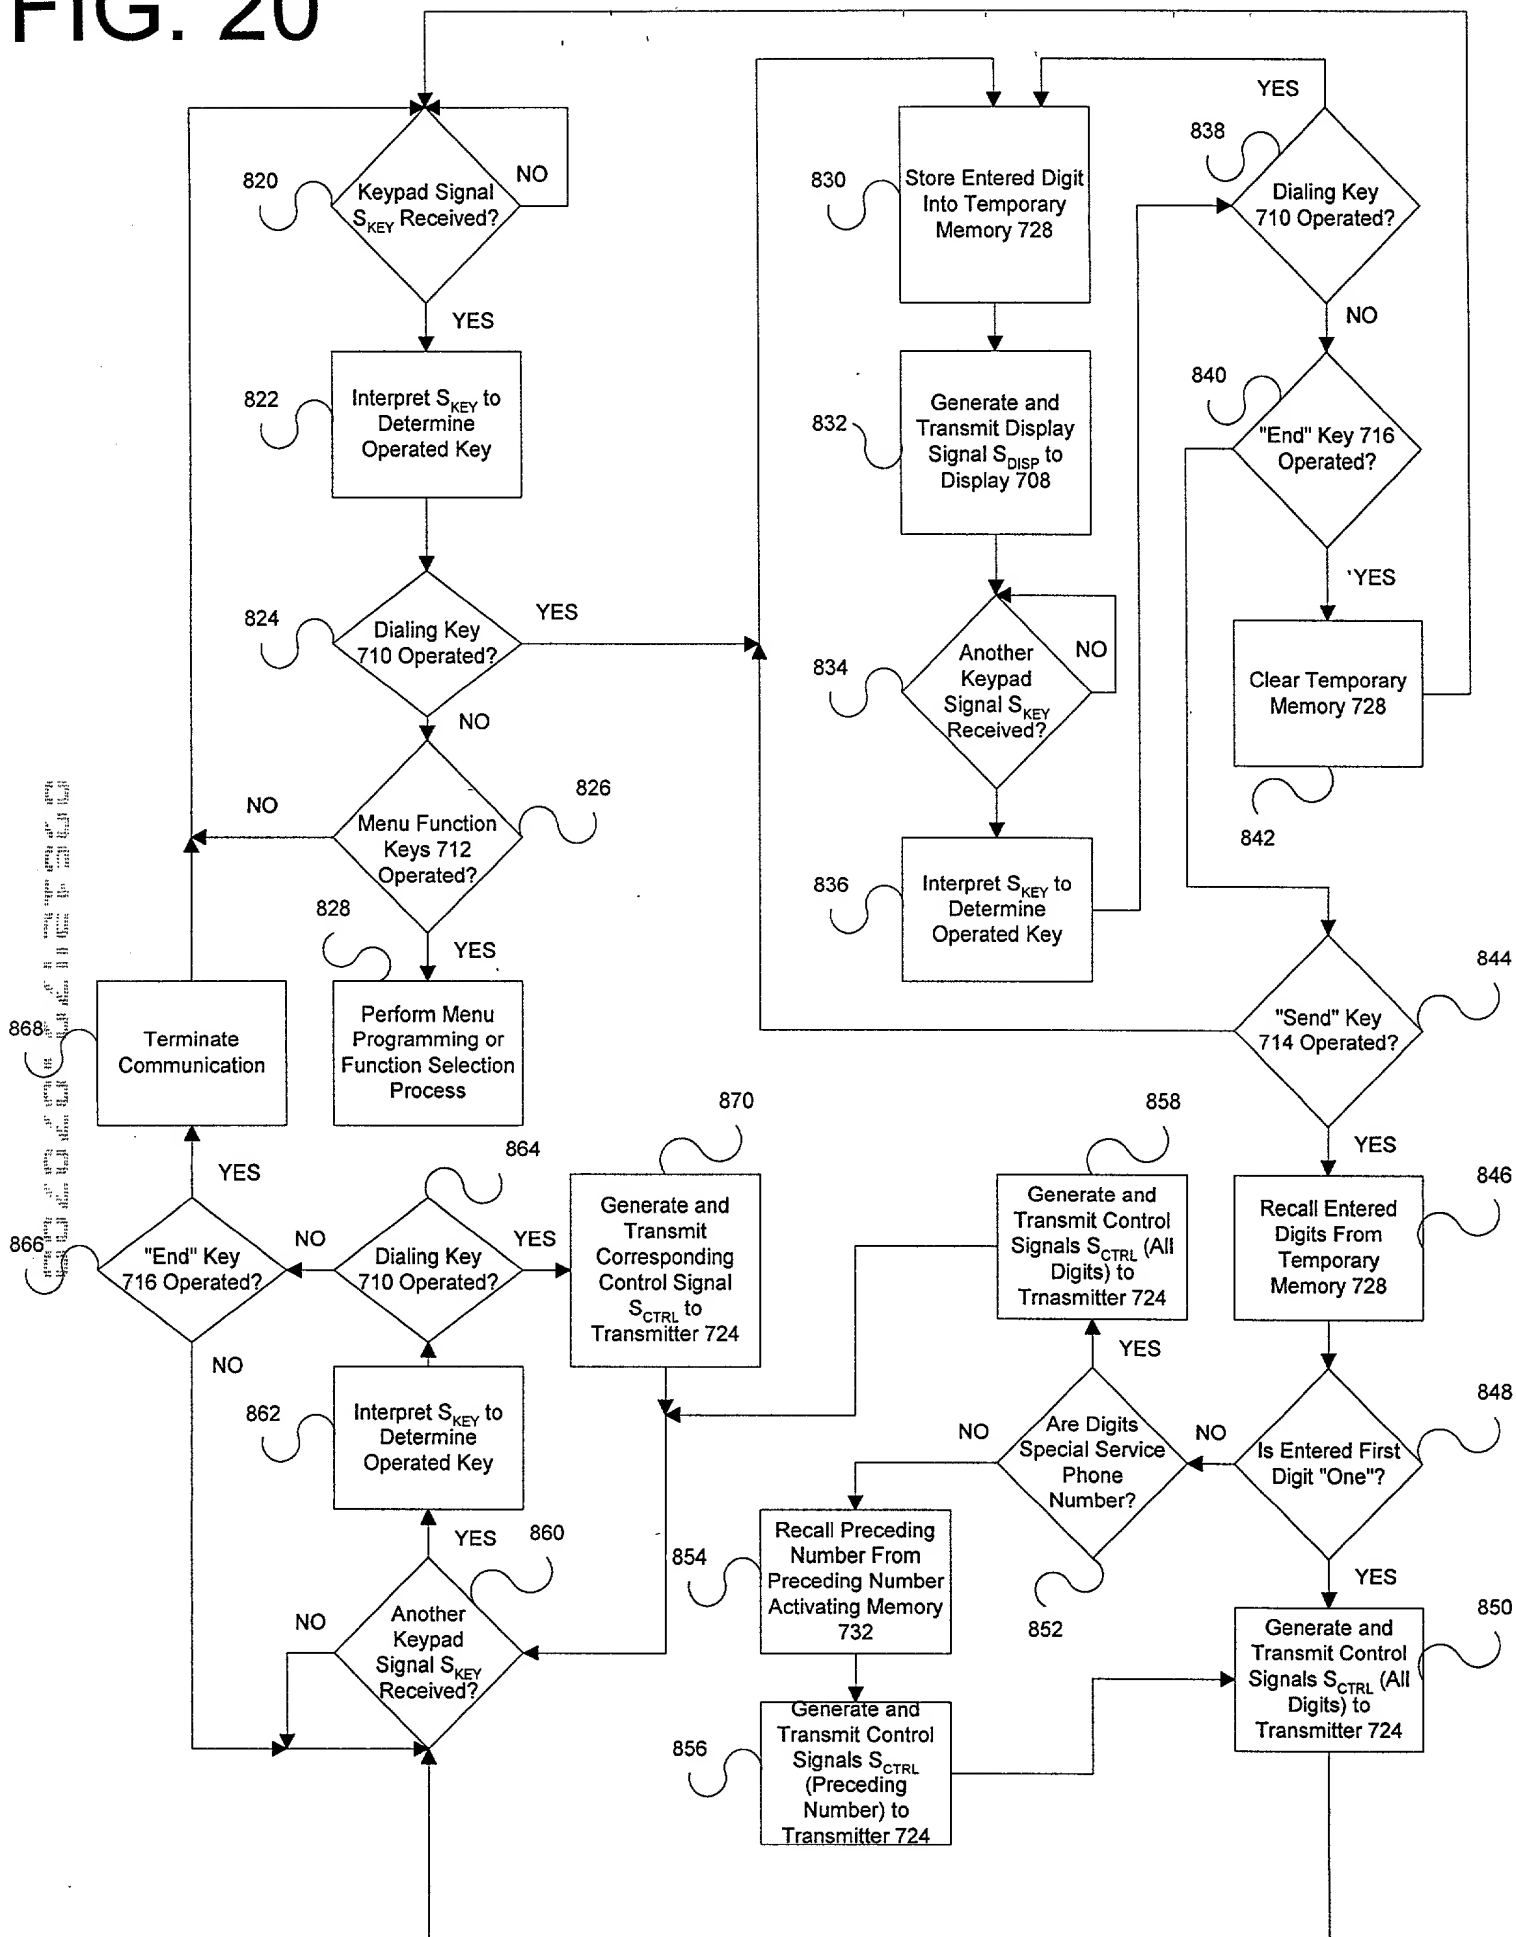 FIG. 20
820
Keypad Signal
SKEY Received?
NO
YES
822
Interpret SKEY to
Determine
Operated Key
824
Dialing Key
710 Operated?
YES
NO
826
Menu Function
Keys 712
Operated?
NO
YES
828
Perform Menu
Programming or
Function Selection
Process
830
Store Entered Digit
Into Temporary
Memory 728
832
Generate and
Transmit Display
Signal SDISP to
Display 708
834
Another
Keypad
Signal SKEY
Received?
NO
836
Interpret SKEY to
Determine
Operated Key
838
Dialing Key
710 Operated?
YES
NO
840
"End" Key 716
Operated?
YES
Clear Temporary
Memory 728
842
844
"Send" Key
714 Operated?
YES
846
Recall Entered
Digits From
Temporary
Memory 728
848
Is Entered First
Digit "One"?
NO
YES
850
Generate and
Transmit Control
Signals SCTRL (All
Digits) to
Transmitter 724
Are Digits
Special Service
Phone
Number?
852
NO
YES
858
Generate and
Transmit Control
Signals SCTRL (All
Digits) to
Trnasmitter 724
854
Recall Preceding
Number From
Preceding Number
Activating Memory
732
856
Generate and
Transmit Control
Signals SCTRL
(Preceding
Number) to
Transmitter 724
860
Another
Keypad
Signal SKEY
Received?
NO
YES
862
Interpret SKEY to
Determine
Operated Key
864
Dialing Key
710 Operated?
NO
YES
870
Generate and
Transmit
Corresponding
Control Signal
SCTRL to
Transmitter 724
866
"End" Key
716 Operated?
YES
NO
868
Terminate
Communication